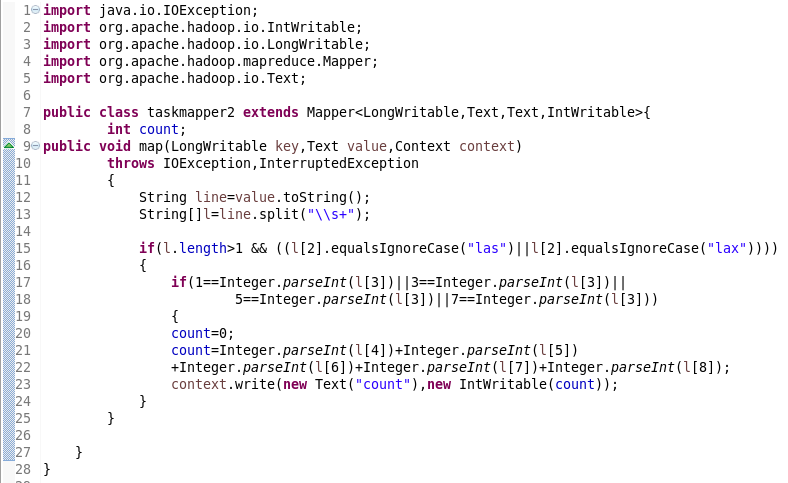 1 import java.io.IOException;
2 import org.apache.hadoop.io.IntWritable;
3 import org.apache.hadoop.io.LongWritable;
4 import org.apache.hadoop.mapreduce.Mapper;
5 import org.apache.hadoop.io.Text;
6
7 public class taskmapper2 extends Mapper<LongWritable,Text,Text,IntWritable>{
8         int count;
9 public void map(LongWritable key,Text value,Context context)
10         throws IOException,InterruptedException
11         {
12             String line=value.toString();
13             String[]l=line.split("\\s+");
14
15             if(l.length>1 && ((l[2].equalsIgnoreCase("las")||l[2].equalsIgnoreCase("lax"))))
16             {
17                 if(1==Integer.parseInt(l[3])||3==Integer.parseInt(l[3])||
18                         5==Integer.parseInt(l[3])||7==Integer.parseInt(l[3]))
19                 {
20                 count=0;
21                 count=Integer.parseInt(l[4])+Integer.parseInt(l[5])
22                 +Integer.parseInt(l[6])+Integer.parseInt(l[7])+Integer.parseInt(l[8]);
23                 context.write(new Text("count"),new IntWritable(count));
24             }
25         }
26
27     }
28 }